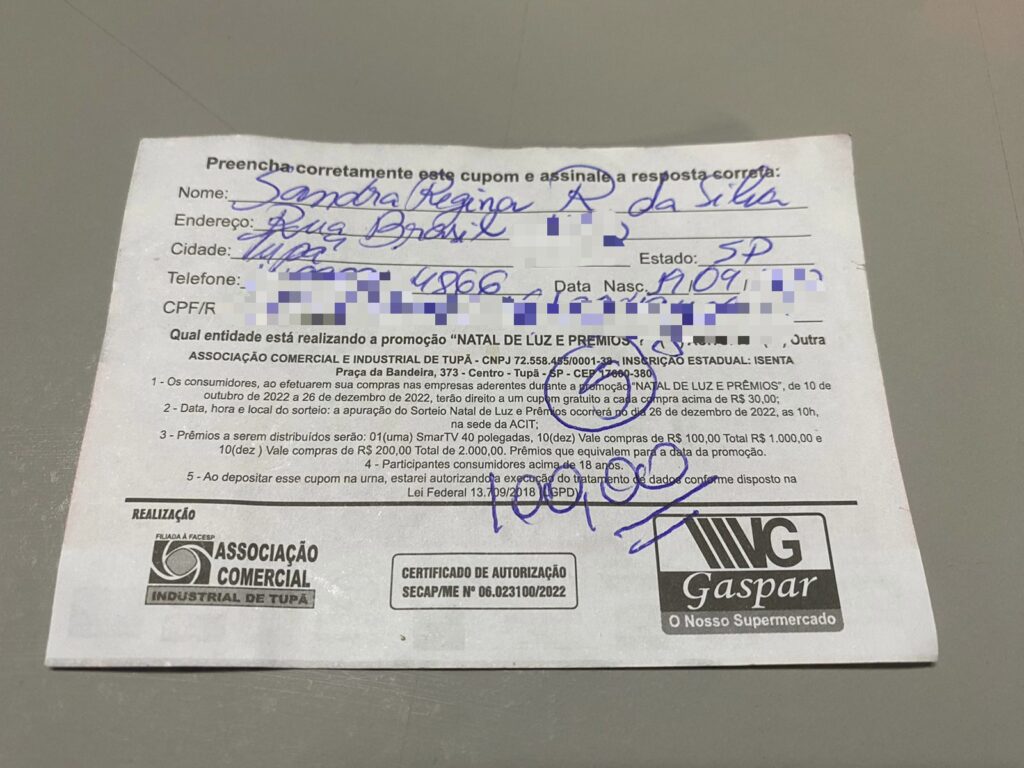 Preencha corretamente este cupom e assinale a resposta correta:
Nome: Sandra Regina R da Silva
Endereço: Rua Brasil
Cidade: Tupã Estado: SP
Telefone: 4866 Data Nasc. 19/09/
CPF/R
Qual entidade está realizando a promoção "NATAL DE LUZ E PRÊMIOS Outra
ASSOCIAÇÃO COMERCIAL E INDUSTRIAL DE TUPÃ - CNPJ 72.558.455/0001-38 - INSCRIÇÃO ESTADUAL: ISENTA
Praça da Bandeira, 373 - Centro - Tupã - SP - CEP 17600-380
5
1 - Os consumidores, ao efetuarem sua compras nas empresas aderentes durante a promoção "NATAL DE LUZ E PRÊMIOS", de 10 de
outubro de 2022 a 26 de dezembro de 2022, terão direito a um cupom gratuito a cada compra acima de R$ 30,00;
2 - Data, hora e local do sorteio: a apuração do Sorteio Natal de Luz e Prêmios ocorrerá no dia 26 de dezembro de 2022, as 10h,
na sede da ACIT;
3 - Prêmios a serem distribuídos serão: 01(uma) SmarTV 40 polegadas, 10(dez) Vale compras de R$ 100,00 Total R$ 1.000,00 e
10(dez ) Vale compras de R$ 200,00 Total de 2.000,00. Prêmios que equivalem para a data da promoção.
4 - Participantes consumidores acima de 18 anos.
5 - Ao depositar esse cupom na urna, estarei autorizando a execução do tratamento de dados conforme disposto na
Lei Federal 13.709/2018 (LGPD)
100,00
REALIZAÇÃO
FILIADA À FACESP
ASSOCIAÇÃO
COMERCIAL
INDUSTRIAL DE TUPÃ
CERTIFICADO DE AUTORIZAÇÃO
SECAP/ME Nº 06.023100/2022
VG
Gaspar
O Nosso Supermercado